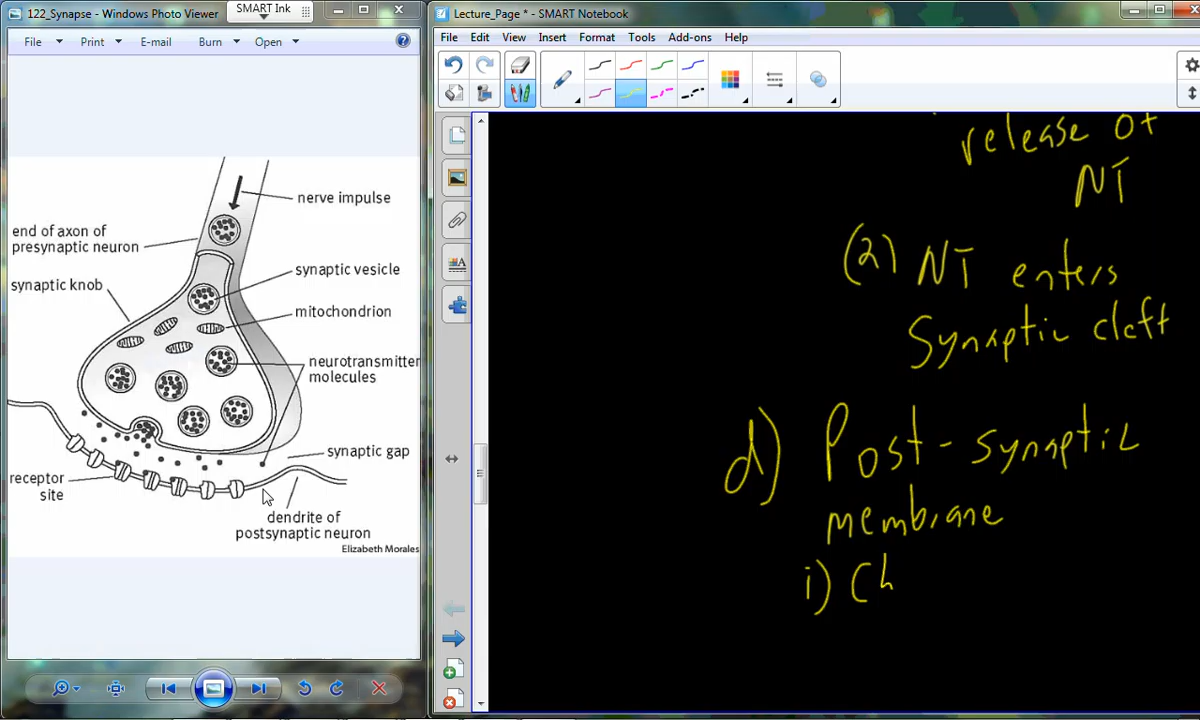 122_Synapse - Windows Photo Viewer
SMART Ink
File
Print
E-mail
Burn
Open
nerve impulse
end of axon of
presynaptic neuron
synaptic vesicle
synaptic knob
mitochondrion
neurotransmitter
molecules
synaptic gap
receptor
site
dendrite of
postsynaptic neuron
Elizabeth Morales
Lecture_Page * - SMART Notebook
File Edit View Insert Format Tools Add-ons Help
release of
NT
(2) NT enters
Synaptic cleft
d) Post-synaptic
membrane
i) Ch